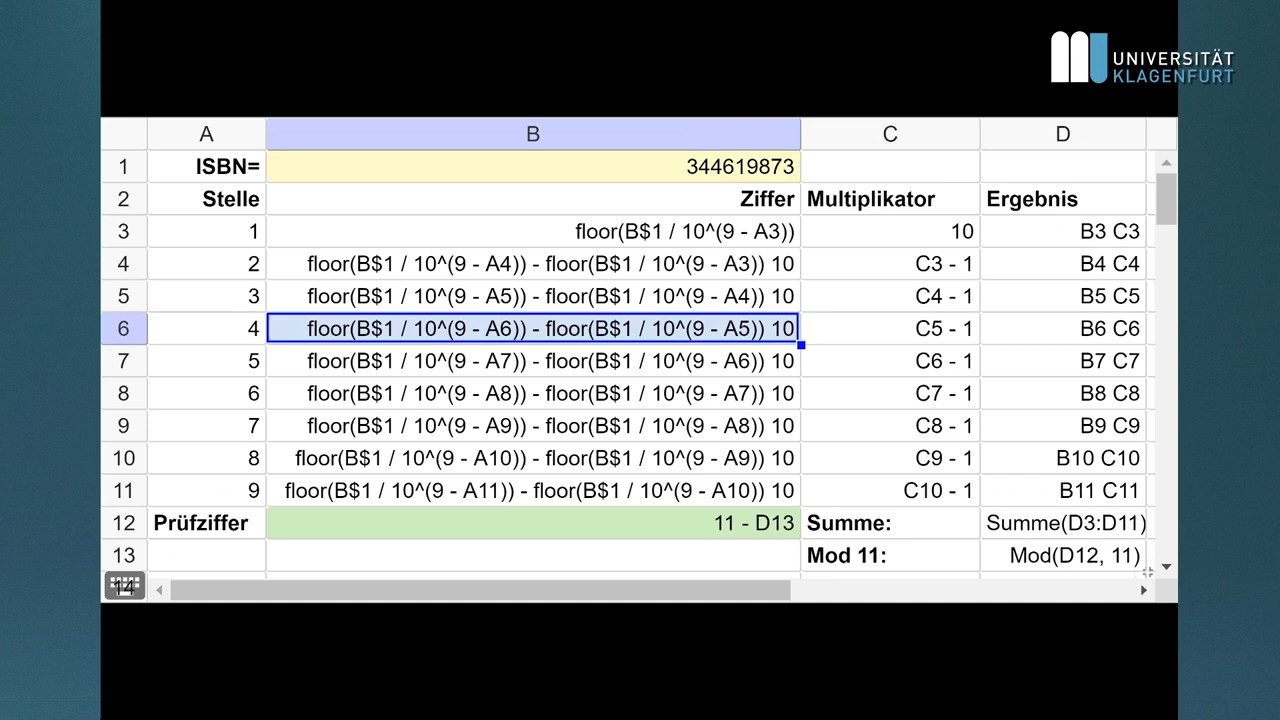 UNIVERSITÄT
KLAGENFURT
A B C D
1 ISBN= 344619873
2 Stelle Ziffer Multiplikator Ergebnis
3 1 floor(B$1 / 10^(9 - A3)) 10 B3 C3
4 2 floor(B$1 / 10^(9 - A4)) - floor(B$1 / 10^(9 - A3)) 10 C3 - 1 B4 C4
5 3 floor(B$1 / 10^(9 - A5)) - floor(B$1 / 10^(9 - A4)) 10 C4 - 1 B5 C5
6 4 floor(B$1 / 10^(9 - A6)) - floor(B$1 / 10^(9 - A5)) 10 C5 - 1 B6 C6
7 5 floor(B$1 / 10^(9 - A7)) - floor(B$1 / 10^(9 - A6)) 10 C6 - 1 B7 C7
8 6 floor(B$1 / 10^(9 - A8)) - floor(B$1 / 10^(9 - A7)) 10 C7 - 1 B8 C8
9 7 floor(B$1 / 10^(9 - A9)) - floor(B$1 / 10^(9 - A8)) 10 C8 - 1 B9 C9
10 8 floor(B$1 / 10^(9 - A10)) - floor(B$1 / 10^(9 - A9)) 10 C9 - 1 B10 C10
11 9 floor(B$1 / 10^(9 - A11)) - floor(B$1 / 10^(9 - A10)) 10 C10 - 1 B11 C11
12 Prüfziffer 11 - D13 Summe: Summe(D3:D11)
13 Mod 11: Mod(D12, 11)
14